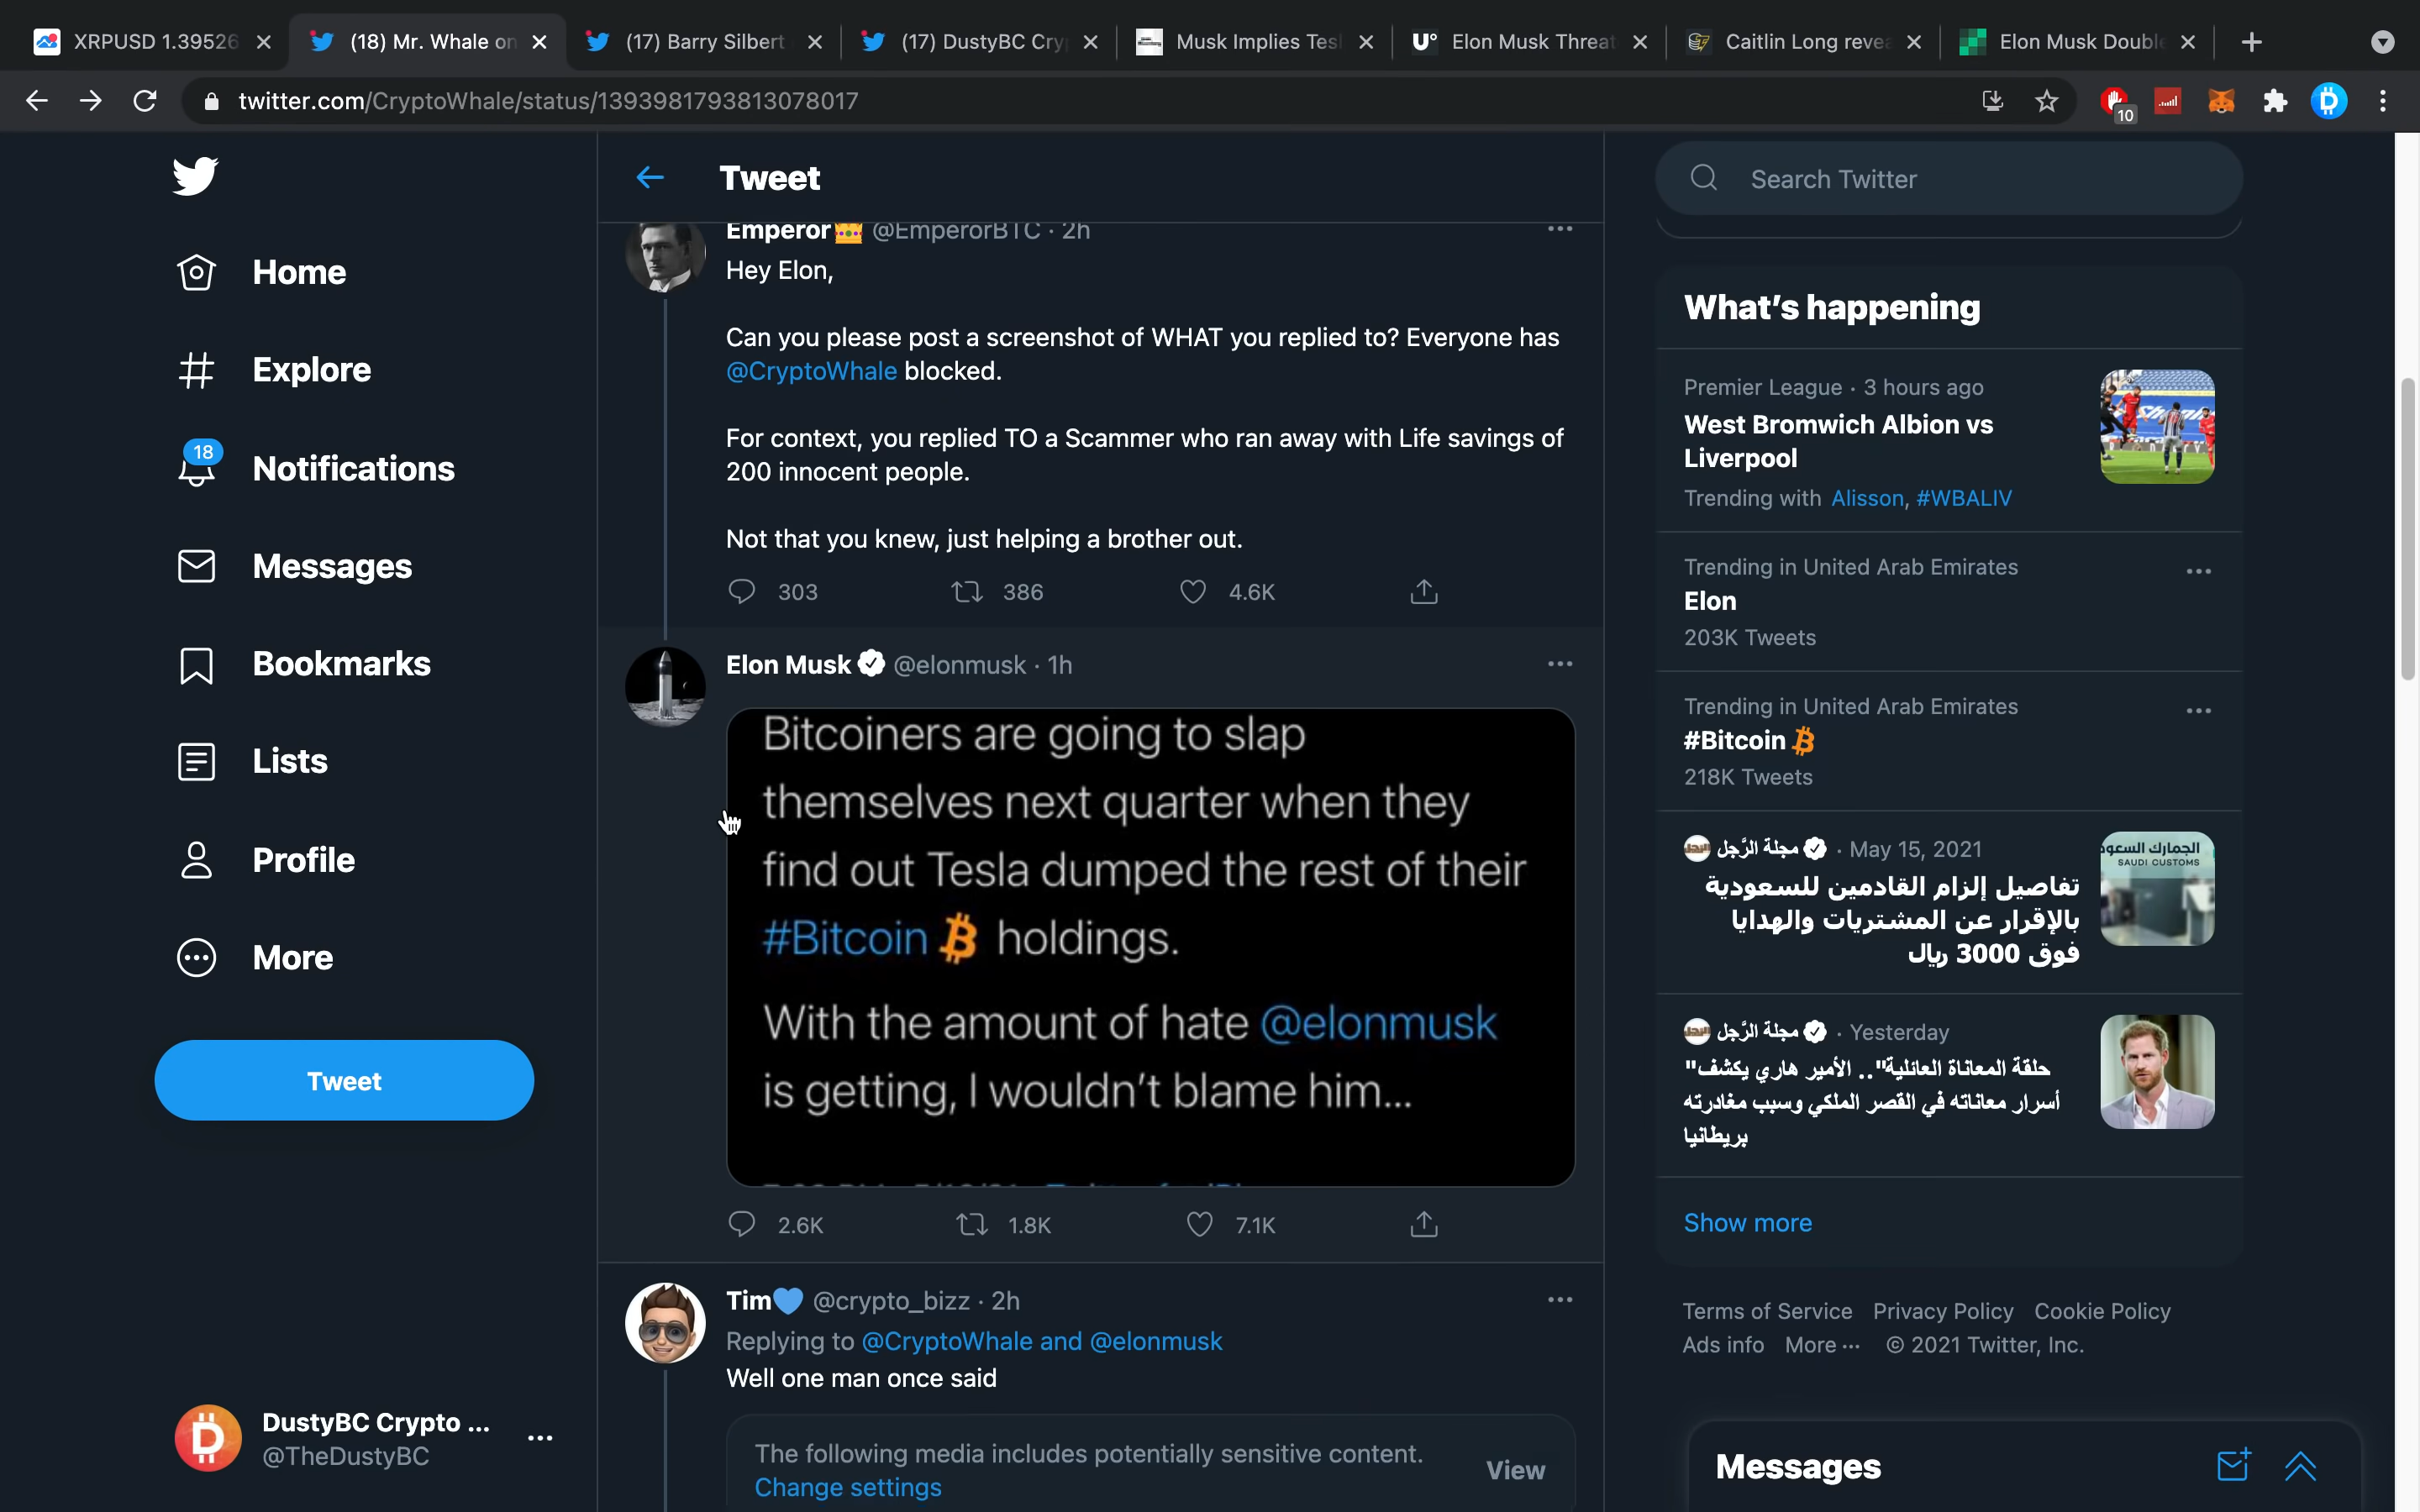 XRPUSD 1.39526
(18) Mr. Whale on
(17) Barry Silbert
(17) DustyBC Cry
Musk Implies Tesl
Elon Musk Threat
Caitlin Long revea
Elon Musk Double
twitter.com/CryptoWhale/status/1393981793813078017
10
Home
Explore
18
Notifications
Messages
Bookmarks
Lists
Profile
More
Tweet
DustyBC Crypto ...
@TheDustyBC
Tweet
Emperor @EmperorBTC · 2h
Hey Elon,
Can you please post a screenshot of WHAT you replied to? Everyone has
@CryptoWhale blocked.
For context, you replied TO a Scammer who ran away with Life savings of
200 innocent people.
Not that you knew, just helping a brother out.
303 386 4.6K
Elon Musk @elonmusk · 1h
Bitcoiners are going to slap
themselves next quarter when they
find out Tesla dumped the rest of their
#Bitcoin holdings.
With the amount of hate @elonmusk
is getting, I wouldn't blame him...
2.6K 1.8K 7.1K
Tim @crypto_bizz · 2h
Replying to @CryptoWhale and @elonmusk
Well one man once said
The following media includes potentially sensitive content.
Change settings
View
Search Twitter
What's happening
Premier League · 3 hours ago
West Bromwich Albion vs
Liverpool
Trending with Alisson, #WBALIV
Trending in United Arab Emirates
Elon
203K Tweets
Trending in United Arab Emirates
#Bitcoin
218K Tweets
مجلة الرَّجل · May 15, 2021
تفاصيل إلزام القادمين للسعودية
بالإقرار عن المشتريات والهدايا
فوق 3000 ريال
الجمارك السعود
SAUDI CUSTOMS
مجلة الرَّجل · Yesterday
"حلقة المعاناة العائلية".. الأمير هاري يكشف
أسرار معاناته في القصر الملكي وسبب مغادرته
بريطانيا
Show more
Terms of Service Privacy Policy Cookie Policy
Ads info More ··· © 2021 Twitter, Inc.
Messages